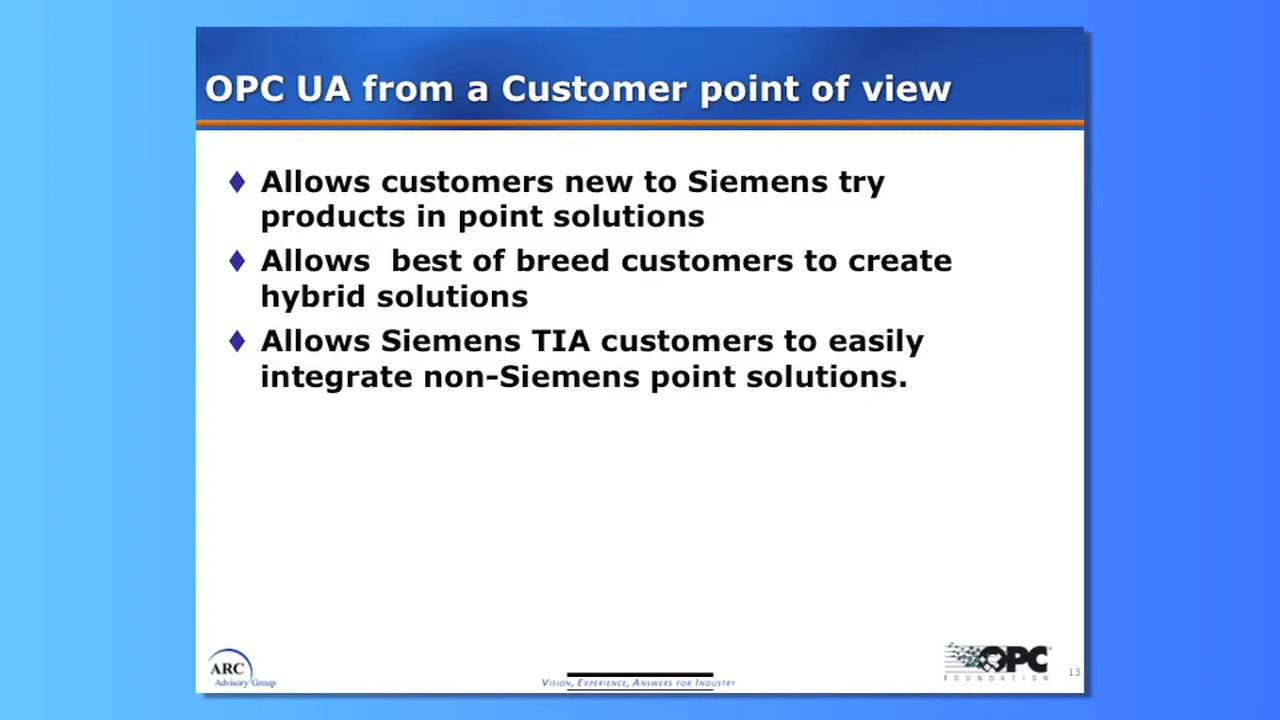 OPC UA from a Customer point of view
Allows customers new to Siemens try
products in point solutions
Allows  best of breed customers to create
hybrid solutions
Allows Siemens TIA customers to easily
integrate non-Siemens point solutions.
ARC
Advisory Group
VISION, EXPERIENCE, ANSWERS FOR INDUSTRY
OPC
FOUNDATION
13